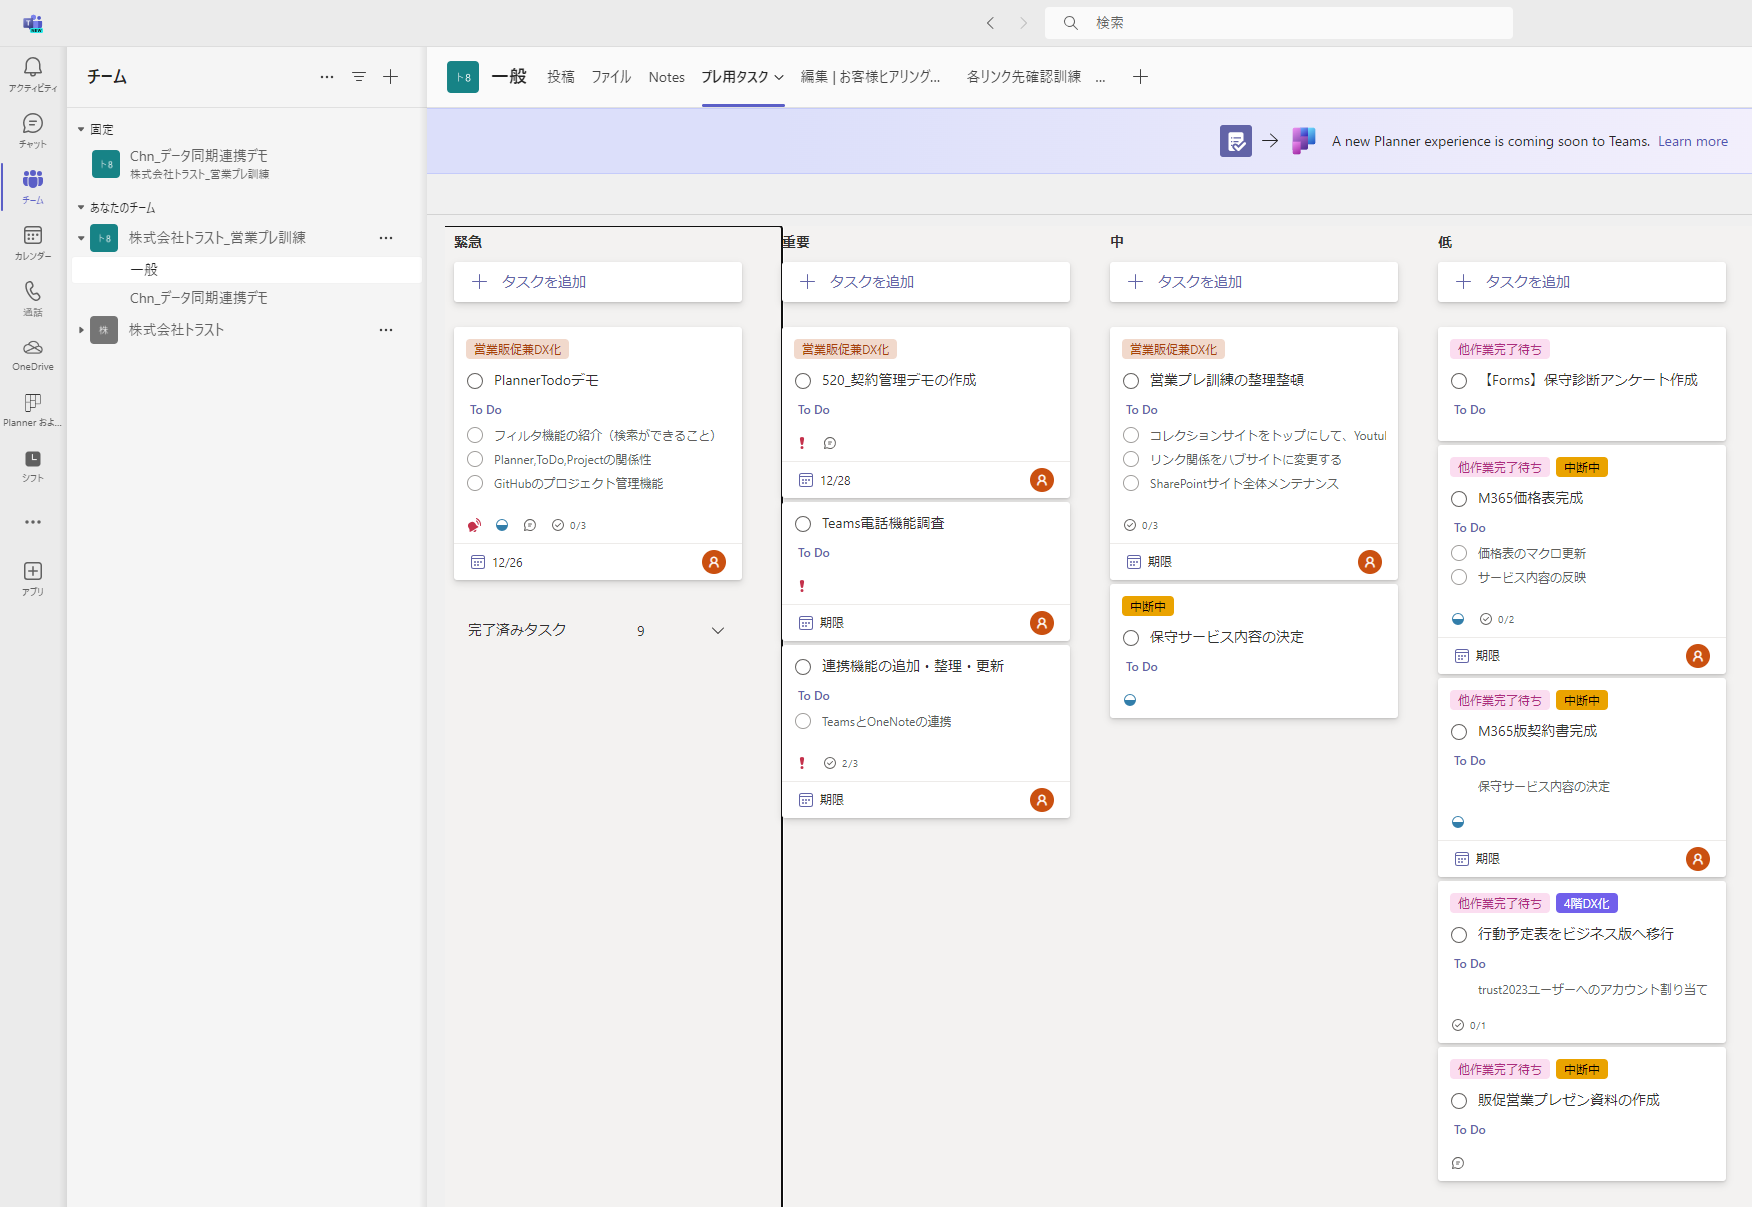 検索
アクティビティ
チャット
チーム
カレンダー
通話
OneDrive
Planner およ...
シフト
アプリ
チーム
固定
ト8
Chn_データ同期連携デモ
株式会社トラスト_営業プレ訓練
あなたのチーム
ト8
株式会社トラスト_営業プレ訓練
一般
Chn_データ同期連携デモ
株
株式会社トラスト
ト8 一般 投稿 ファイル Notes プレ用タスク 編集 | お客様ヒアリング... 各リンク先確認訓練 ...
A new Planner experience is coming soon to Teams. Learn more
緊急
タスクを追加
営業販促兼DX化
PlannerTodoデモ
To Do
フィルタ機能の紹介（検索ができること）
Planner,ToDo,Projectの関係性
GitHubのプロジェクト管理機能
0/3
12/26
完了済みタスク 9
重要
タスクを追加
営業販促兼DX化
520_契約管理デモの作成
To Do
12/28
Teams電話機能調査
To Do
期限
連携機能の追加・整理・更新
To Do
TeamsとOneNoteの連携
2/3
期限
中
タスクを追加
営業販促兼DX化
営業プレ訓練の整理整頓
To Do
コレクションサイトをトップにして、Youtul
リンク関係をハブサイトに変更する
SharePointサイト全体メンテナンス
0/3
期限
中断中
保守サービス内容の決定
To Do
低
タスクを追加
他作業完了待ち
【Forms】保守診断アンケート作成
To Do
他作業完了待ち 中断中
M365価格表完成
To Do
価格表のマクロ更新
サービス内容の反映
0/2
期限
他作業完了待ち 中断中
M365版契約書完成
To Do
保守サービス内容の決定
期限
他作業完了待ち 4階DX化
行動予定表をビジネス版へ移行
To Do
trust2023ユーザーへのアカウント割り当て
0/1
他作業完了待ち 中断中
販促営業プレゼン資料の作成
To Do